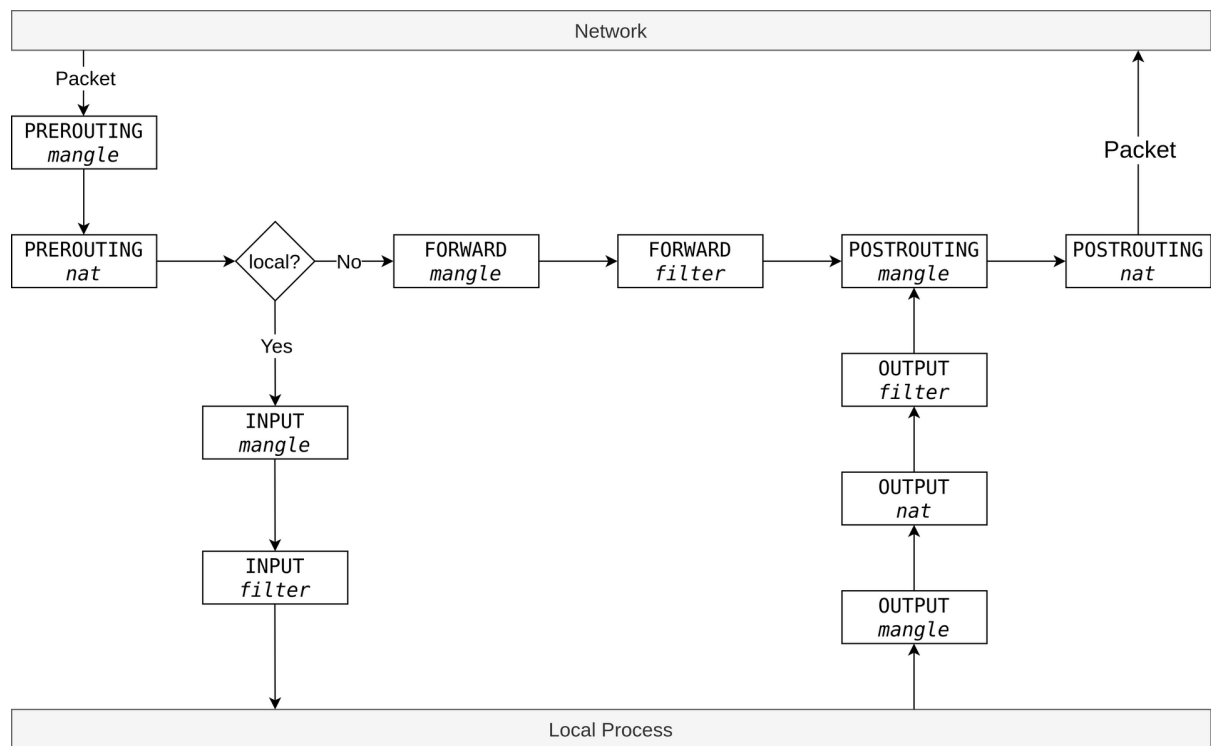 Network
Packet
PREROUTING
mangle
Packet
PREROUTING
nat
local?
No
FORWARD
mangle
FORWARD
filter
POSTROUTING
mangle
POSTROUTING
nat
Yes
OUTPUT
filter
INPUT
mangle
OUTPUT
nat
INPUT
filter
OUTPUT
mangle
Local Process